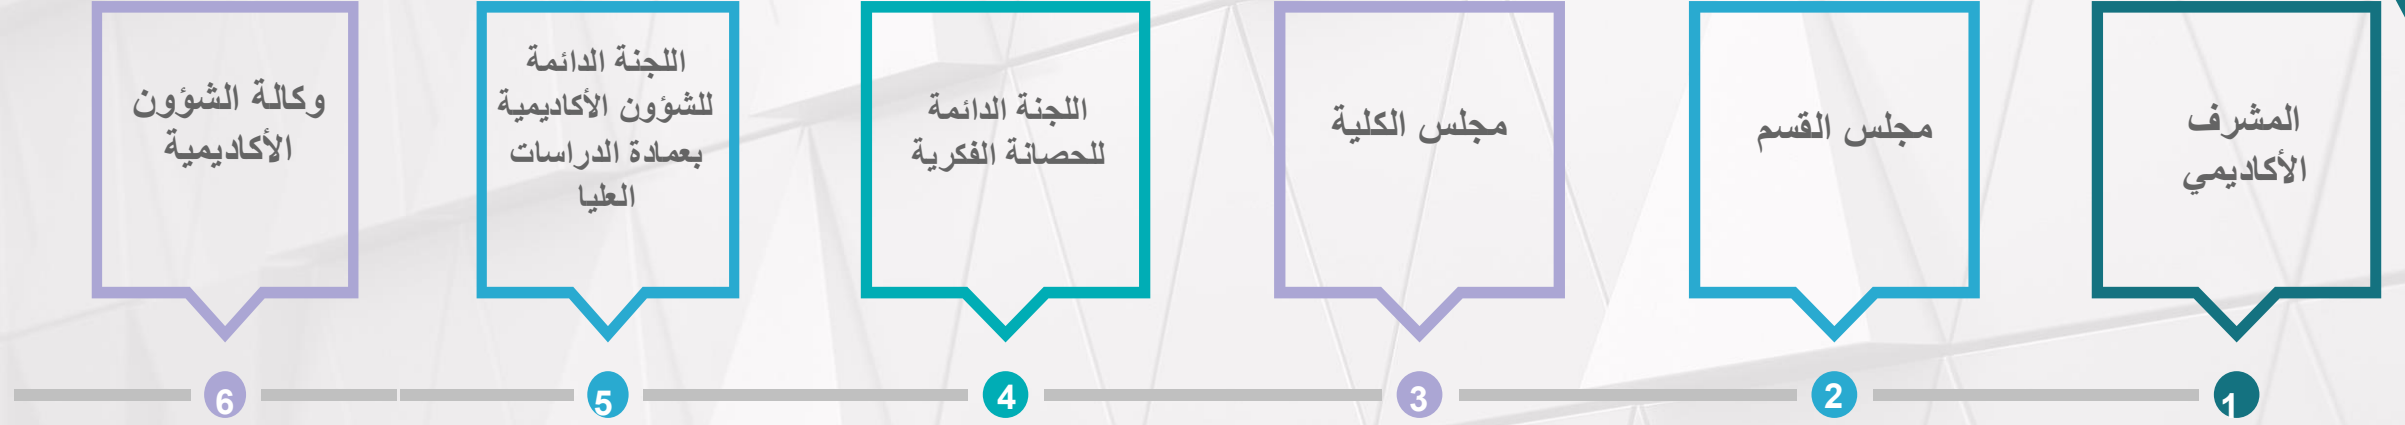 المشرف
الأكاديمي
1
مجلس القسم
2
مجلس الكلية
3
اللجنة الدائمة
للحصانة الفكرية
4
اللجنة الدائمة
للشؤون الأكاديمية
بعمادة الدراسات
العليا
5
وكالة الشؤون
الأكاديمية
6